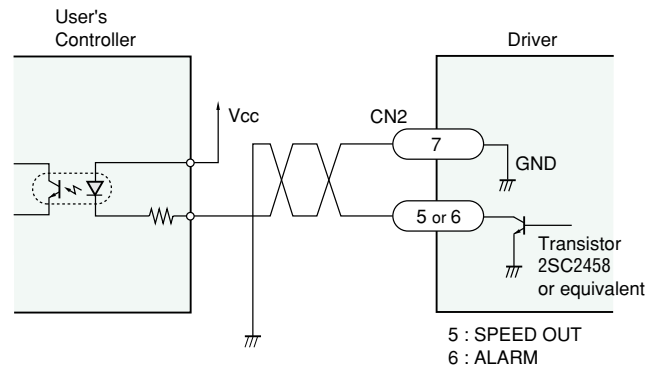 User's
Controller
Driver
Vcc
CN2
7
GND
5 or 6
Transistor
2SC2458
or equivalent
5 : SPEED OUT
6 : ALARM